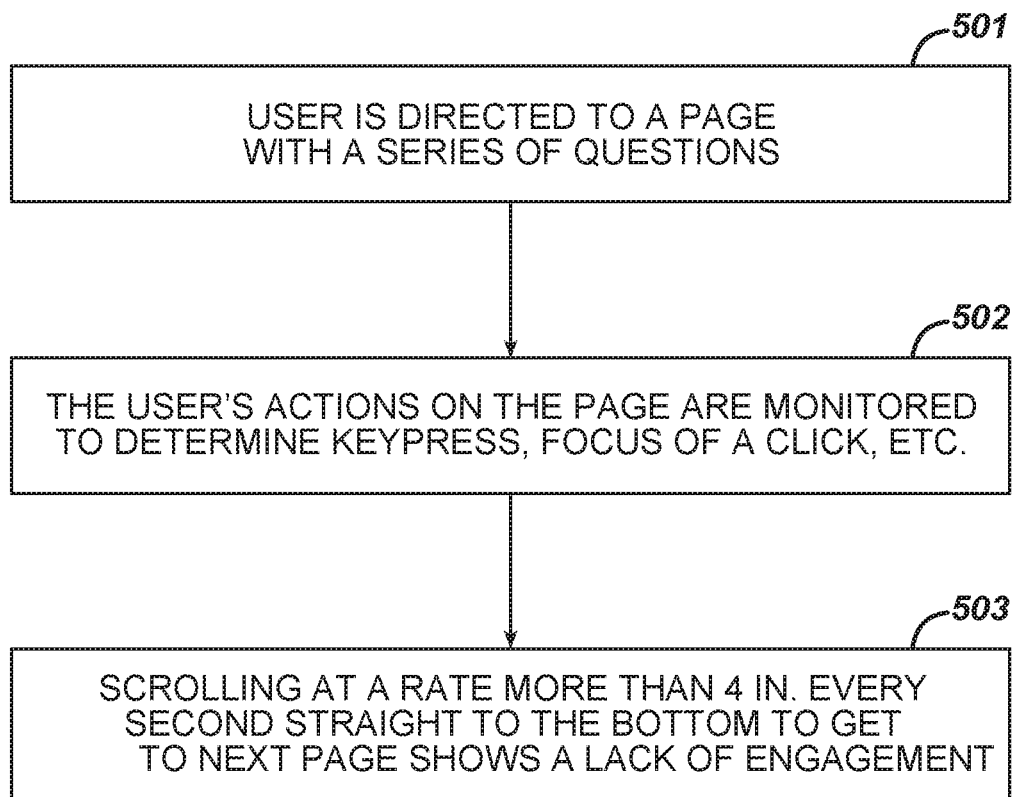 501
USER IS DIRECTED TO A PAGE
WITH A SERIES OF QUESTIONS
502
THE USER'S ACTIONS ON THE PAGE ARE MONITORED
TO DETERMINE KEYPRESS, FOCUS OF A CLICK, ETC.
503
SCROLLING AT A RATE MORE THAN 4 IN. EVERY
SECOND STRAIGHT TO THE BOTTOM TO GET
TO NEXT PAGE SHOWS A LACK OF ENGAGEMENT